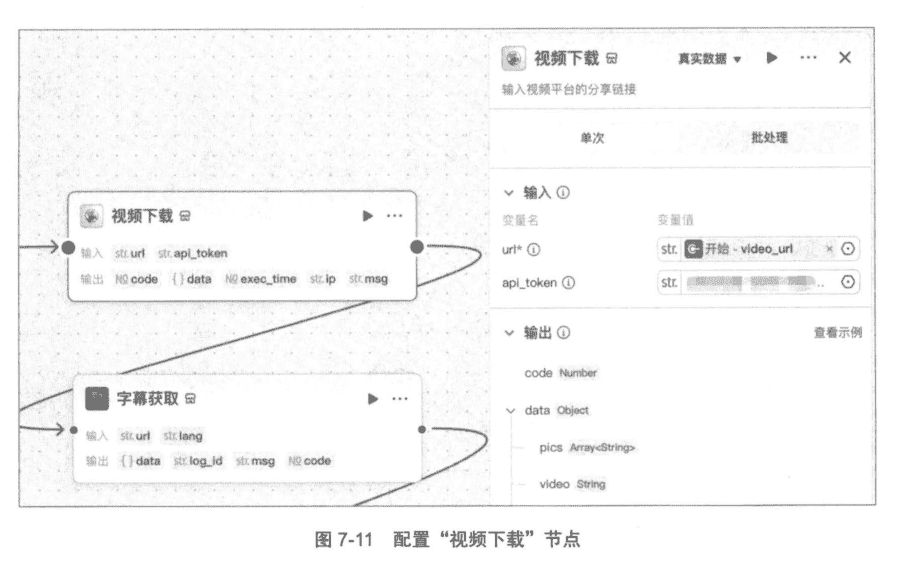 视频下载
输入 str.url str.api_token
输出 № code {} data № exec_time str.ip str.msg
字幕获取
输入 str.url str.lang
输出 {} data str.log_id str.msg № code
视频下载 真实数据
输入视频平台的分享链接
单次 批处理
输入
变量名 变量值
url* str. 开始 - video_url ×
api_token str. ..
输出 查看示例
code Number
data Object
pics Array<String>
video String
图 7-11 配置“视频下载”节点